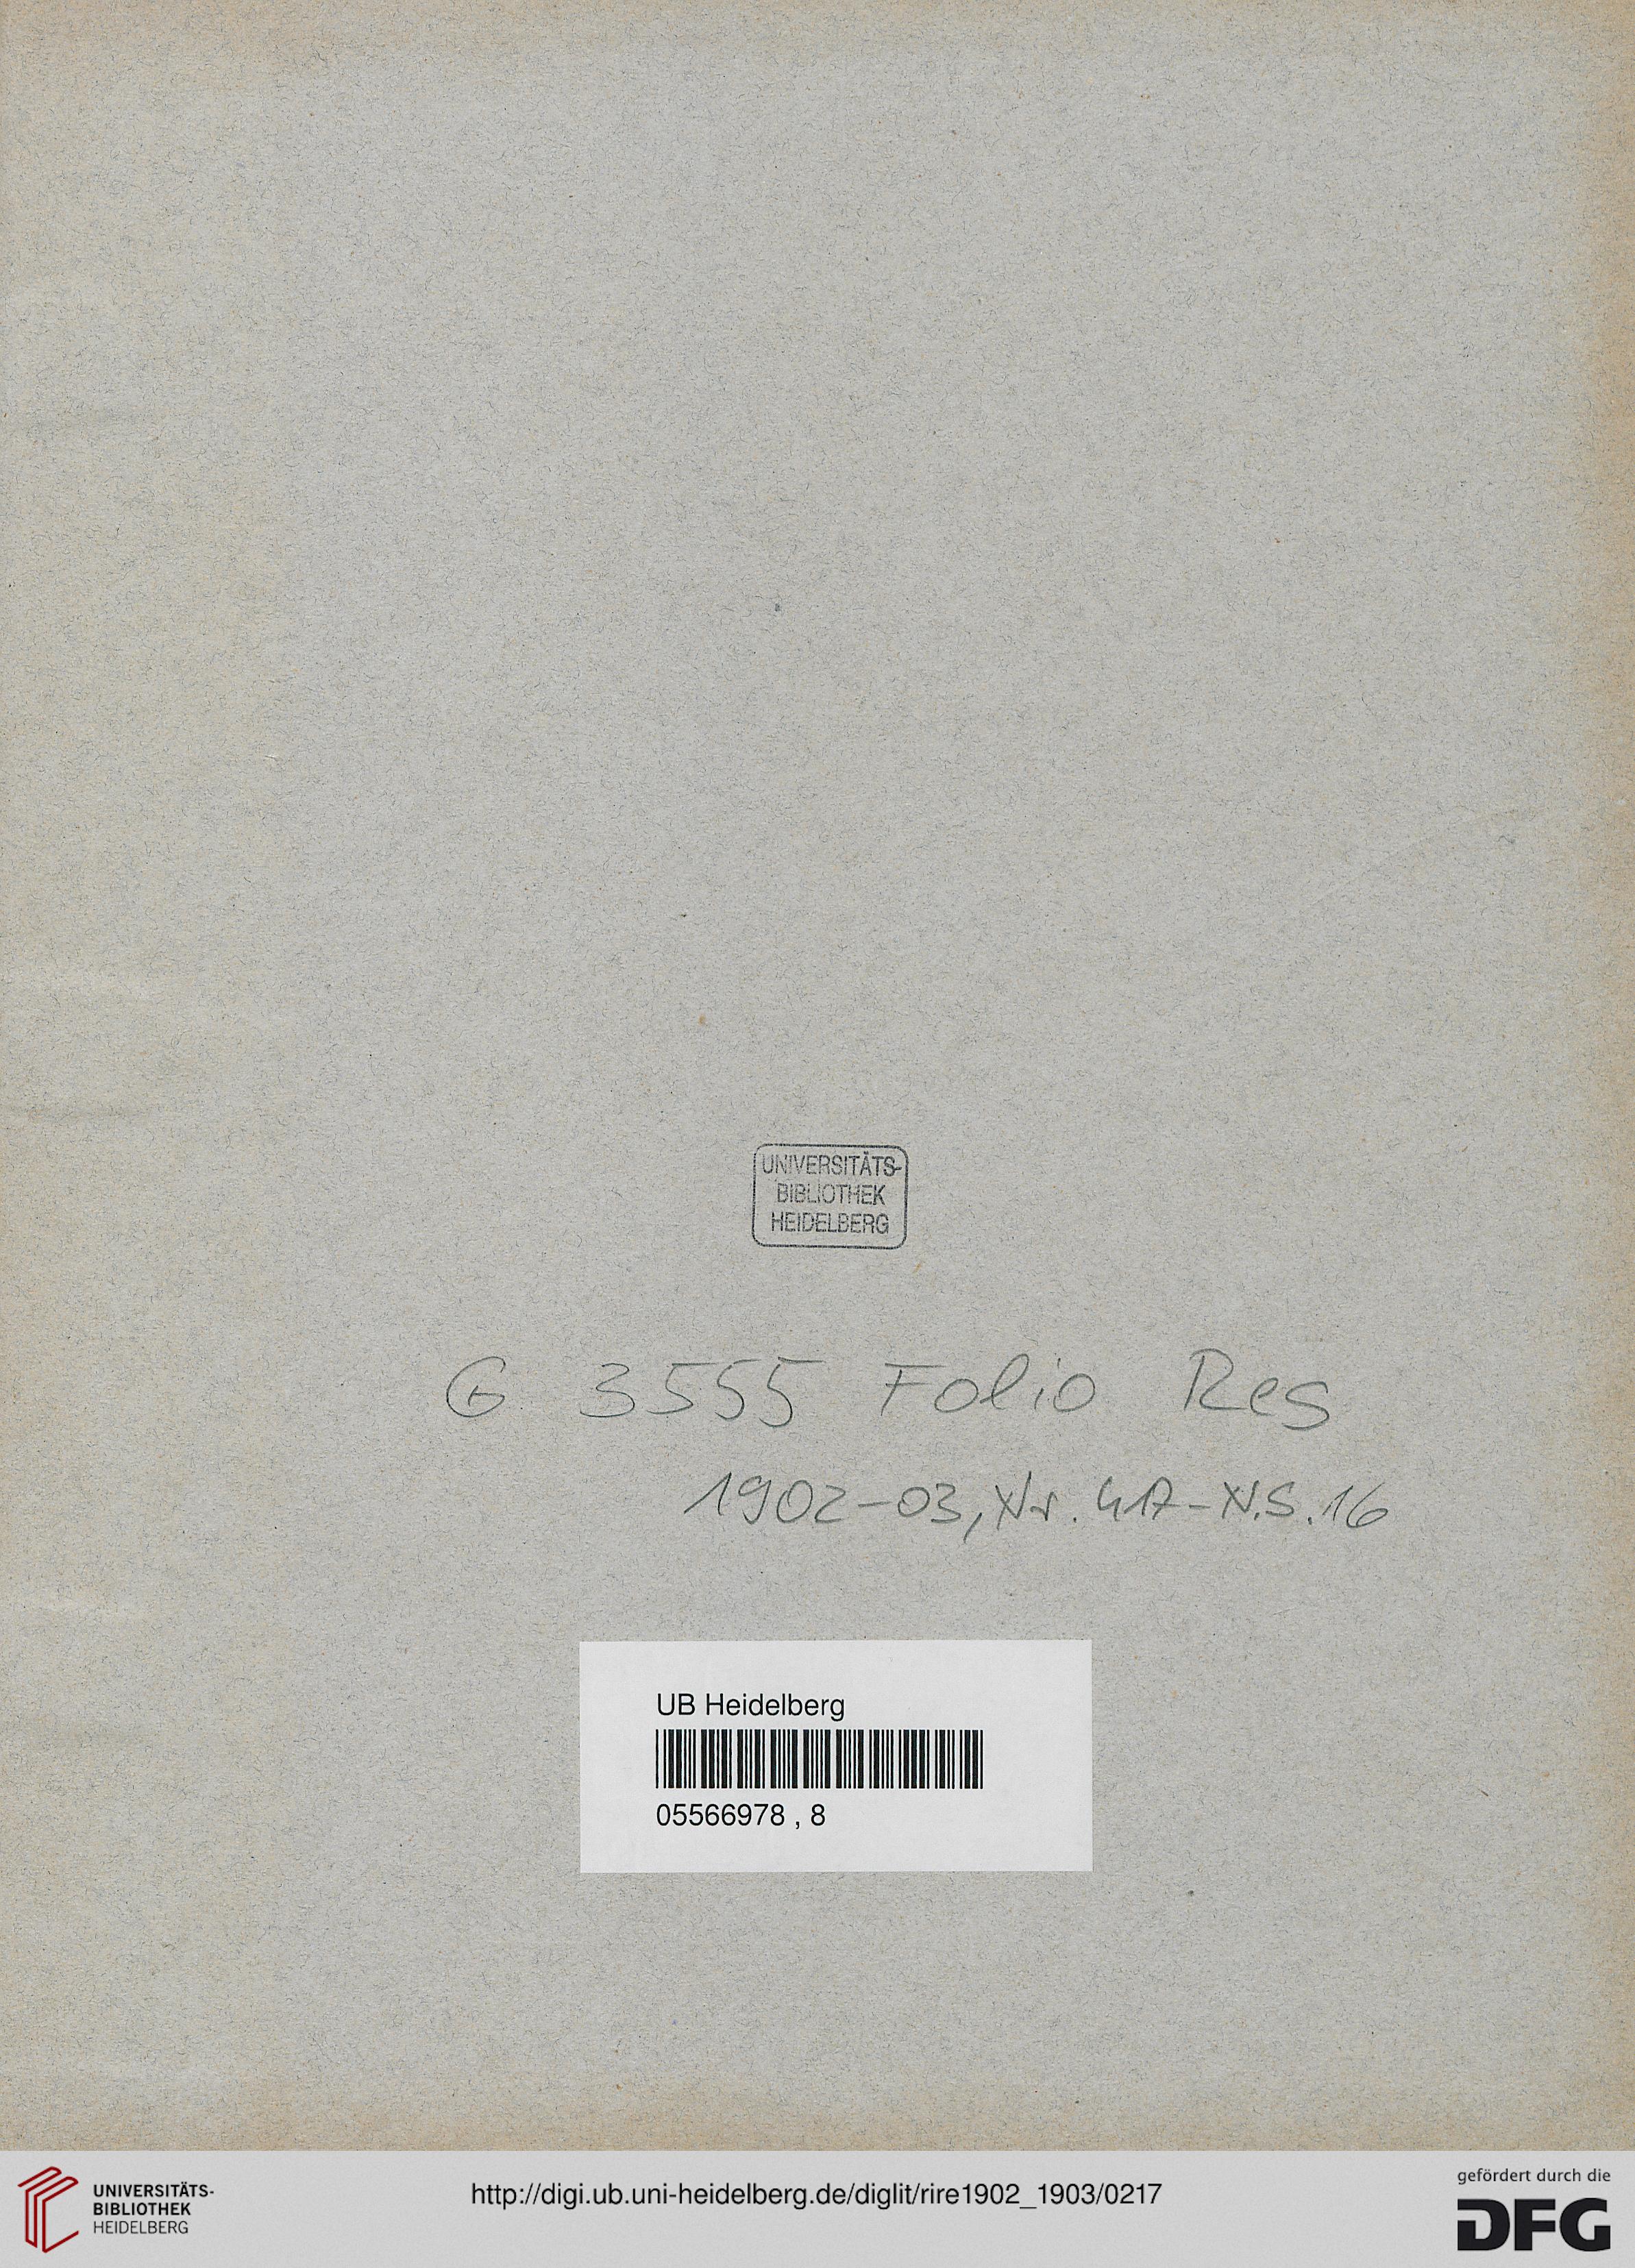 UNIVERSITÄTS-
BIBLIOTHEK
HEIDELBERG
G 3555 Folio Res
1902-03, Nr. 417-N.S. 16
UB Heidelberg
05566978 , 8
UNIVERSITÄTS-
BIBLIOTHEK
HEIDELBERG
http://digi.ub.uni-heidelberg.de/diglit/rire1902_1903/0217
gefördert durch die
DFG